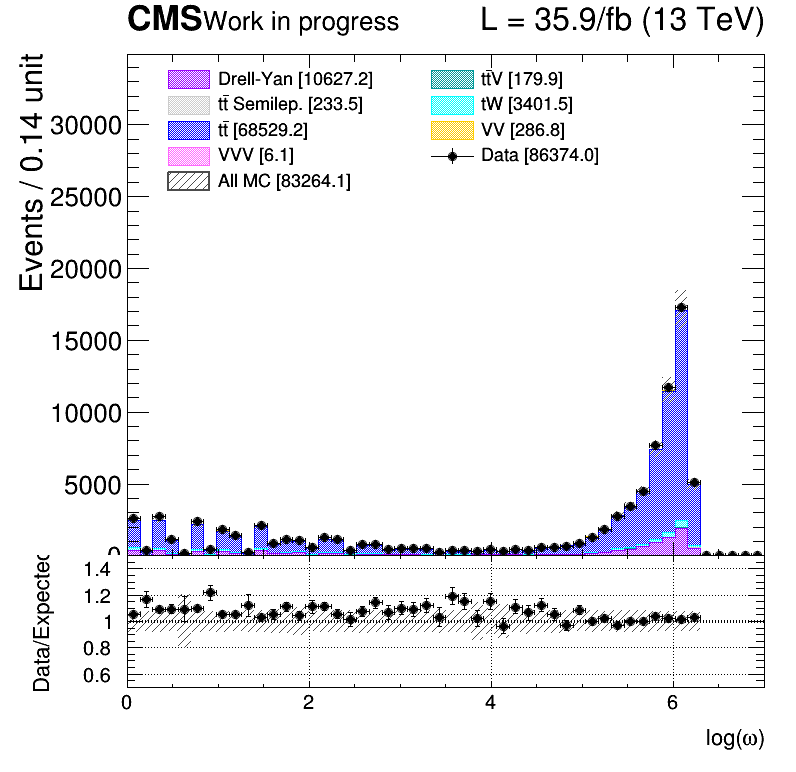 CMS Work in progress L = 35.9/fb (13 TeV)
Drell-Yan [10627.2]
tt̄V [179.9]
tt̄ Semilep. [233.5]
tW [3401.5]
tt̄ [68529.2]
VV [286.8]
VVV [6.1]
Data [86374.0]
All MC [83264.1]
Events / 0.14 unit
30000
25000
20000
15000
10000
5000
0
Data/Expected
1.4
1.2
1
0.8
0.6
0 2 4 6
log(ω)